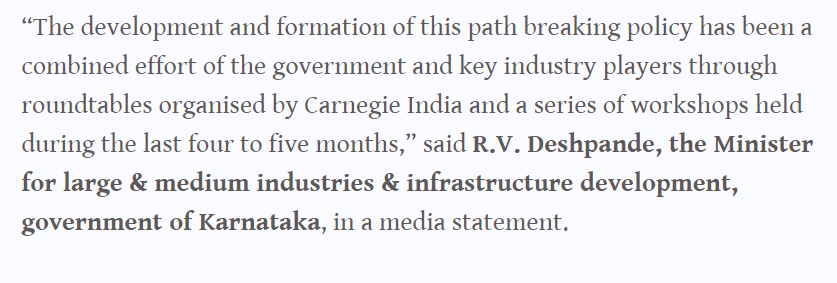 “The development and formation of this path breaking policy has been a
combined effort of the government and key industry players through
roundtables organised by Carnegie India and a series of workshops held
during the last four to five months,” said R.V. Deshpande, the Minister
for large & medium industries & infrastructure development,
government of Karnataka, in a media statement.